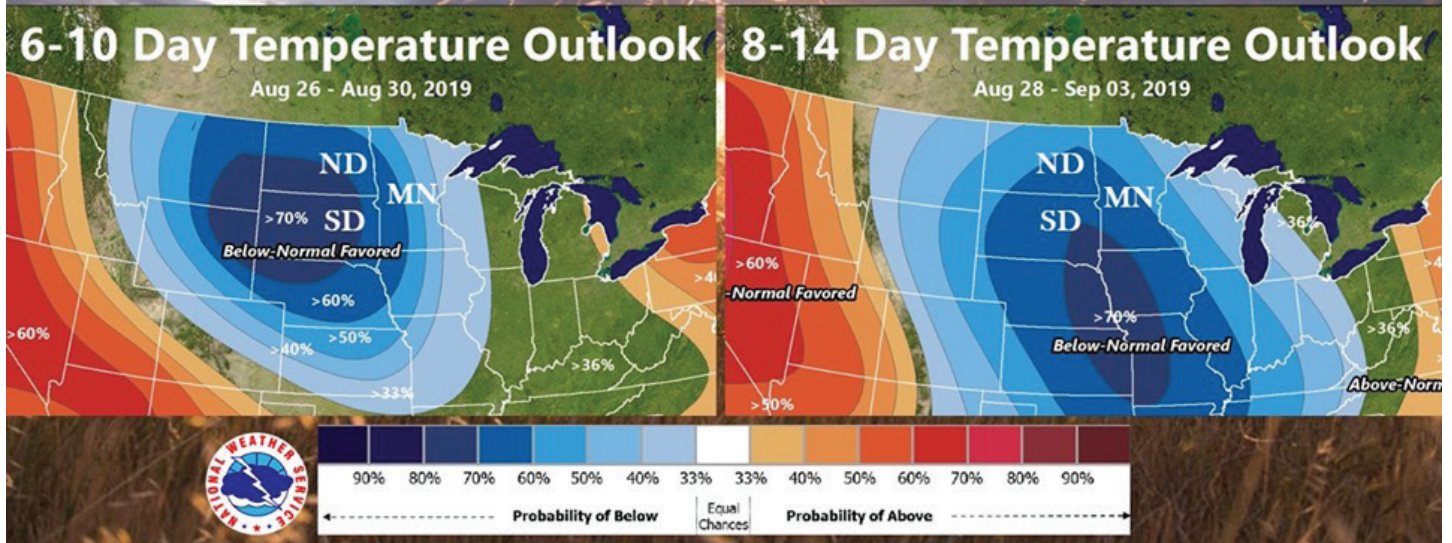 6-10 Day Temperature Outlook
Aug 26 - Aug 30, 2019
ND
MN
>70%
SD
Below-Normal Favored
>60%
>60%
>50%
>40%
>36%
>33%
>4
8-14 Day Temperature Outlook
Aug 28 - Sep 03, 2019
ND
MN
SD
>36%
>60%
>4
-Normal Favored
>70%
>36%
Below-Normal Favored
Above-Norm
>50%
NATIONAL WEATHER SERVICE
90% 80% 70% 60% 50% 40% 33% 33% 40% 50% 60% 70% 80% 90%
Probability of Below
Equal
Chances
Probability of Above